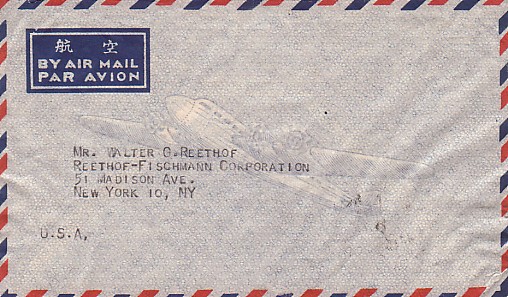 航空
BY AIR MAIL
PAR AVION
MR. WALTER G.REETHOF
REETHOF-FISCHMANN CORPORATION
51 MADISON AVE.
NEW YORK 10, NY
U.S.A,